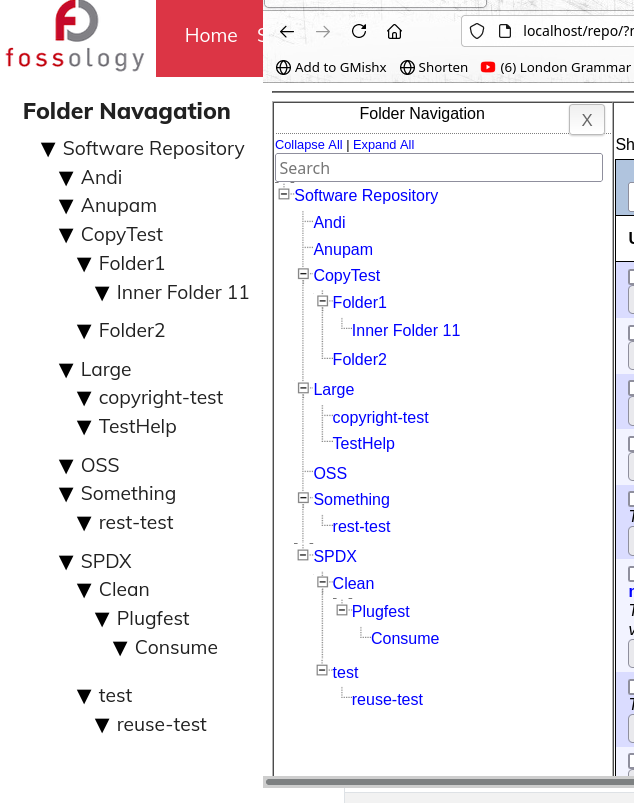 fossology
Home
Folder Navagation
▼ Software Repository
▼ Andi
▼ Anupam
▼ CopyTest
▼ Folder1
▼ Inner Folder 11
▼ Folder2
▼ Large
▼ copyright-test
▼ TestHelp
▼ OSS
▼ Something
▼ rest-test
▼ SPDX
▼ Clean
▼ Plugfest
▼ Consume
▼ test
▼ reuse-test
localhost/repo/?
Add to GMishx Shorten (6) London Grammar
Folder Navigation X
Collapse All | Expand All
Search
Software Repository
Andi
Anupam
CopyTest
Folder1
Inner Folder 11
Folder2
Large
copyright-test
TestHelp
OSS
Something
rest-test
SPDX
Clean
Plugfest
Consume
test
reuse-test
Sh